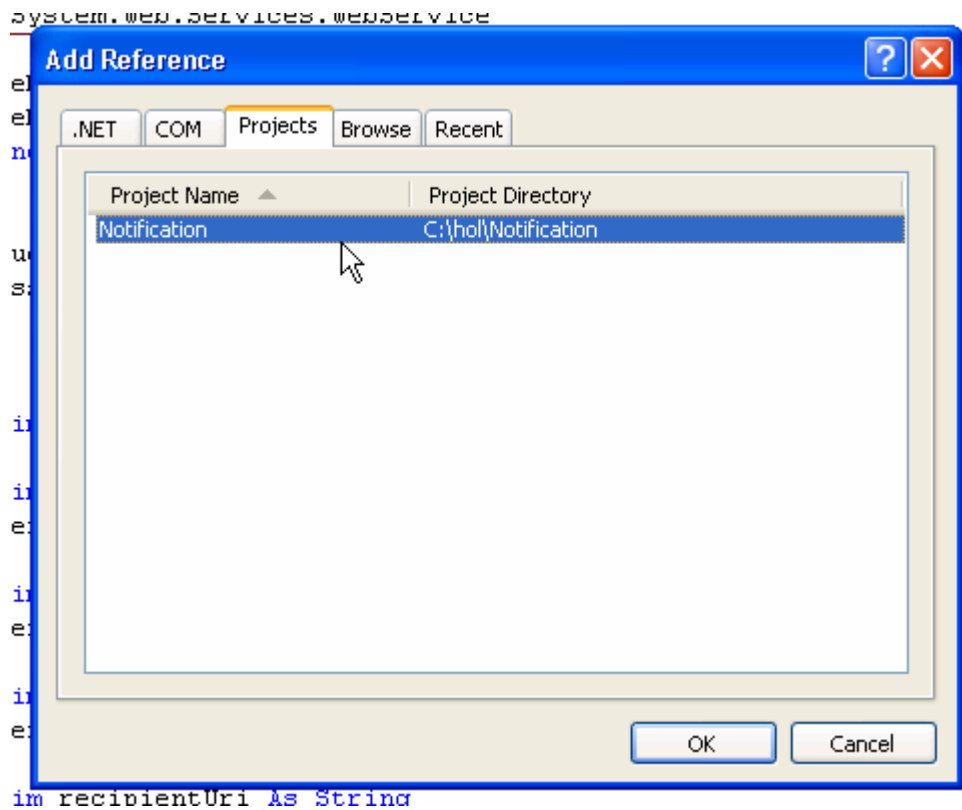 System.Web.Services.WebService
Add Reference
.NET COM Projects Browse Recent
Project Name Project Directory
Notification C:\hol\Notification
OK Cancel
im recipientUri As String